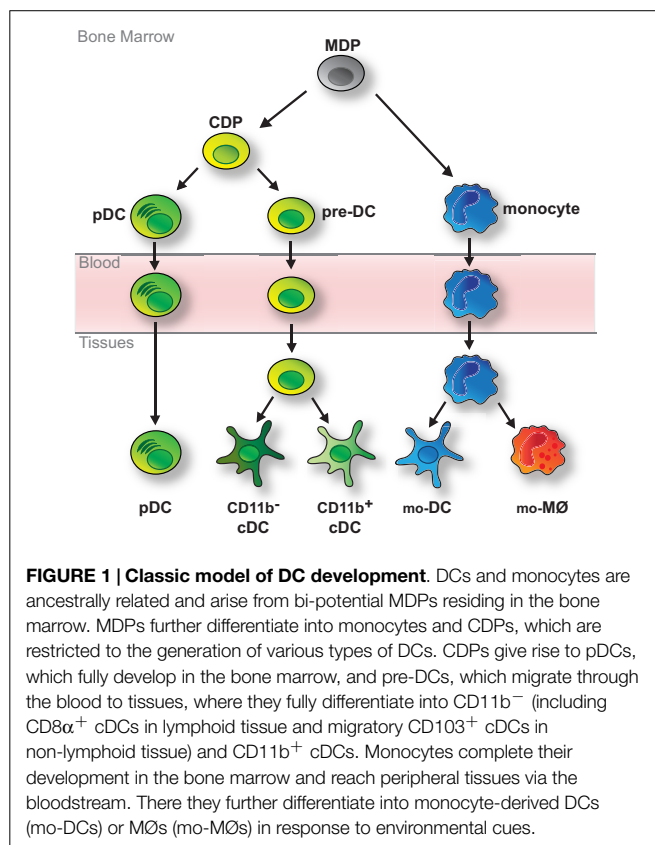 Bone Marrow
MDP
CDP
pDC
pre-DC
monocyte
Blood
Tissues
pDC
CD11b⁻ cDC
CD11b⁺ cDC
mo-DC
mo-MØ
FIGURE 1 | Classic model of DC development. DCs and monocytes are
ancestrally related and arise from bi-potential MDPs residing in the bone
marrow. MDPs further differentiate into monocytes and CDPs, which are
restricted to the generation of various types of DCs. CDPs give rise to pDCs,
which fully develop in the bone marrow, and pre-DCs, which migrate through
the blood to tissues, where they fully differentiate into CD11b⁻ (including
CD8α⁺ cDCs in lymphoid tissue and migratory CD103⁺ cDCs in
non-lymphoid tissue) and CD11b⁺ cDCs. Monocytes complete their
development in the bone marrow and reach peripheral tissues via the
bloodstream. There they further differentiate into monocyte-derived DCs
(mo-DCs) or MØs (mo-MØs) in response to environmental cues.